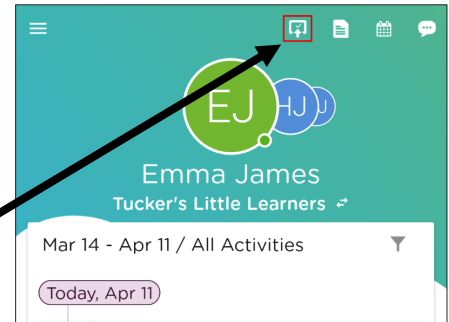 EJ HJ J
Emma James
Tucker's Little Learners
Mar 14 - Apr 11 / All Activities
Today, Apr 11